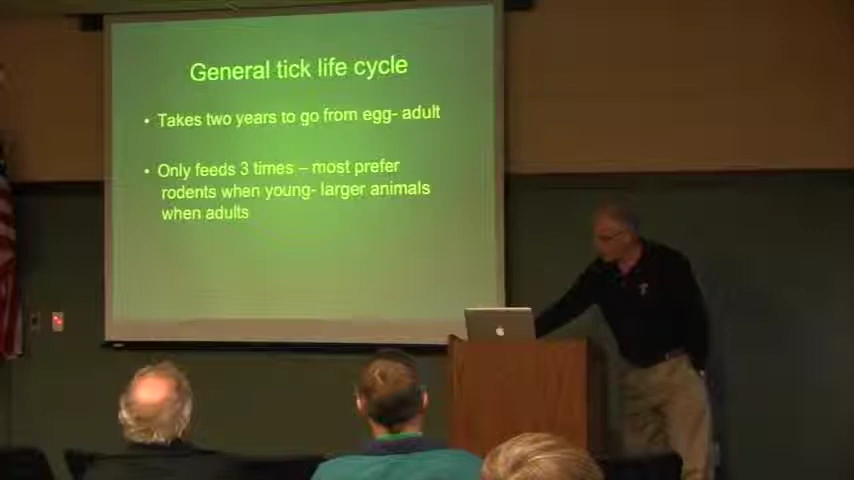 General tick life cycle
• Takes two years to go from egg- adult
• Only feeds 3 times – most prefer
rodents when young- larger animals
when adults